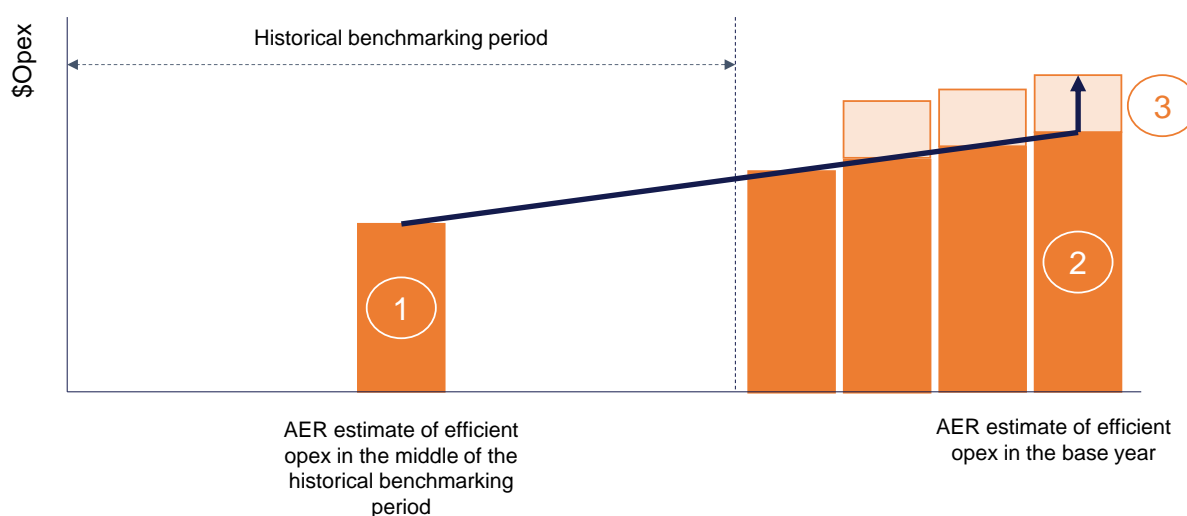 $Opex
Historical benchmarking period
3
2
1
AER estimate of efficient
opex in the middle of the
historical benchmarking
period
AER estimate of efficient
opex in the base year